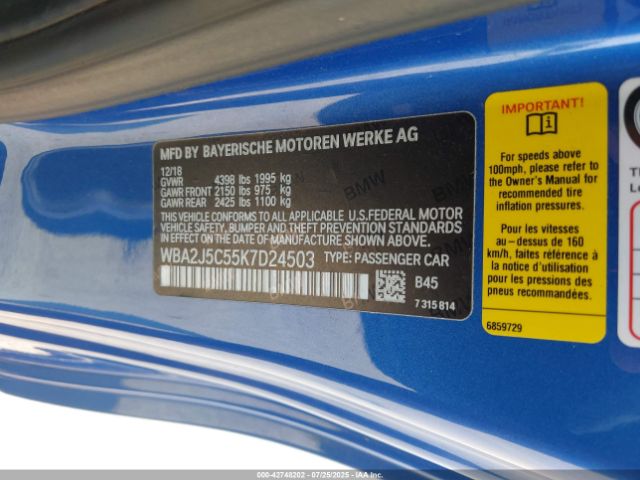 MFD BY BAYERISCHE MOTOREN WERKE AG
12/18
GVWR 4398 lbs 1995 kg
GAWR FRONT 2150 lbs 975 kg
GAWR REAR 2425 lbs 1100 kg
THIS VEHICLE CONFORMS TO ALL APPLICABLE U.S.FEDERAL MOTOR
VEHICLE SAFETY, BUMPER AND THEFT PREVENTION STANDARDS
IN EFFECT ON THE DATE OF MANUFACTURE SHOWN ABOVE.
WBA2J5C55K7D24503 TYPE: PASSENGER CAR
B45
7 315 814
BMW
IMPORTANT!
For speeds above
100mph, please refer to
the Owner's Manual for
recommended tire
inflation pressures.
Pour les vitesses
au-dessus de 160
km/h, faites référence à
la notice d'utilisation
pour les pressions des
pneus recommandées.
6859729
000-42748202 - 07/25/2025 - IAAI.COM